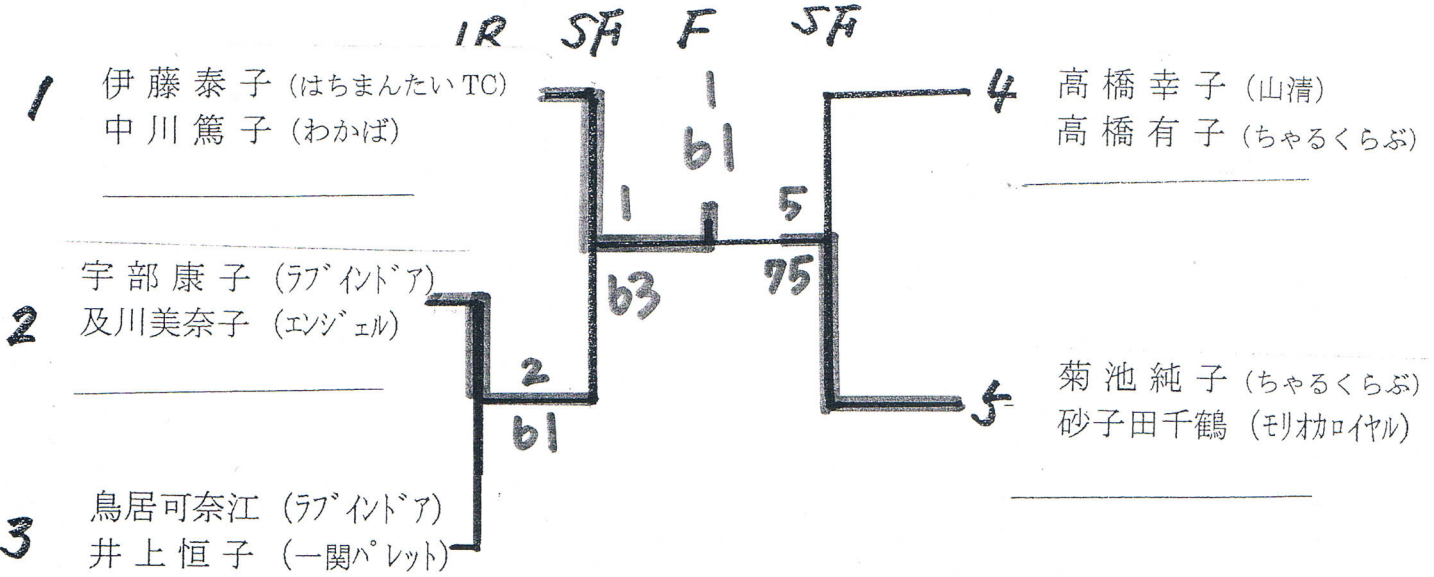 1R SF F SF
1 伊藤泰子 (はちまんたいTC)
中川篤子 (わかば)
2 宇部康子 (ラブインドア)
及川美奈子 (エンジェル)
3 鳥居可奈江 (ラブインドア)
井上恒子 (一関パレット)
2
61
1
63
1
61
5
75
4 高橋幸子 (山清)
高橋有子 (ちゃるくらぶ)
5 菊池純子 (ちゃるくらぶ)
砂子田千鶴 (モリオカロイヤル)